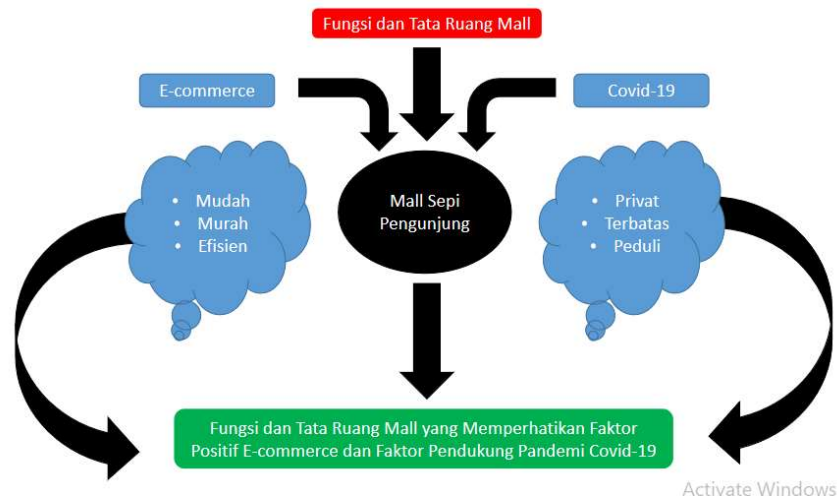 Fungsi dan Tata Ruang Mall
E-commerce
Covid-19
• Mudah
• Murah
• Efisien
Mall Sepi
Pengunjung
• Privat
• Terbatas
• Peduli
Fungsi dan Tata Ruang Mall yang Memperhatikan Faktor
Positif E-commerce dan Faktor Pendukung Pandemi Covid-19
Activate Windows